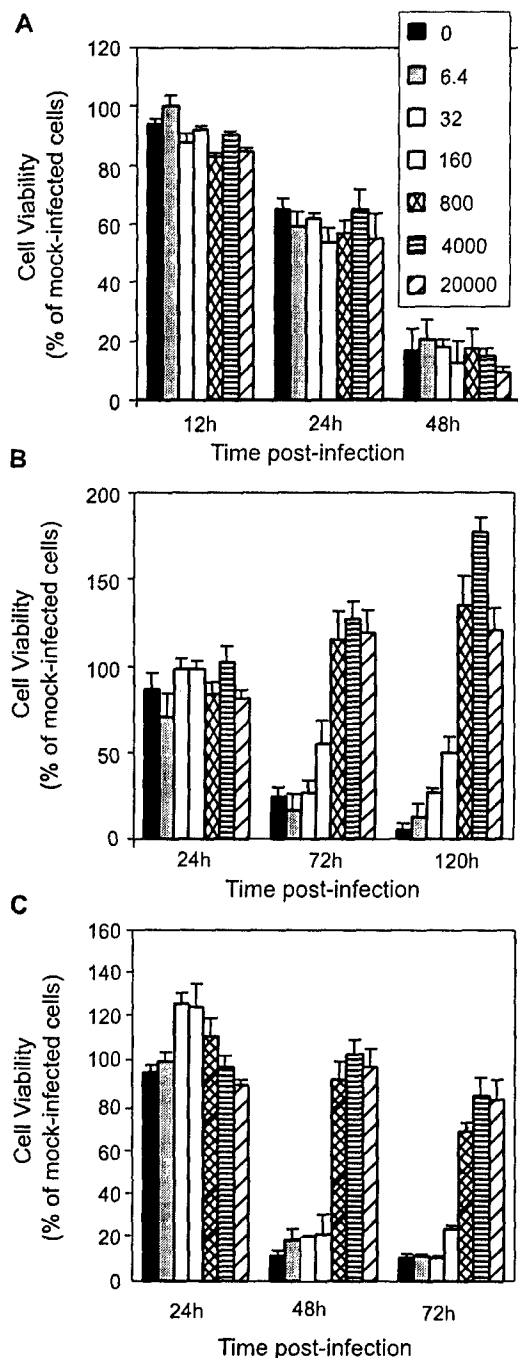 A
Cell Viability
(% of mock-infected cells)
120
100
80
60
40
20
0
0
6.4
32
160
800
4000
20000
12h
24h
48h
Time post-infection
B
Cell Viability
(% of mock-infected cells)
200
150
100
50
0
24h
72h
120h
Time post-infection
C
Cell Viability
(% of mock-infected cells)
160
140
120
100
80
60
40
20
0
24h
48h
72h
Time post-infection